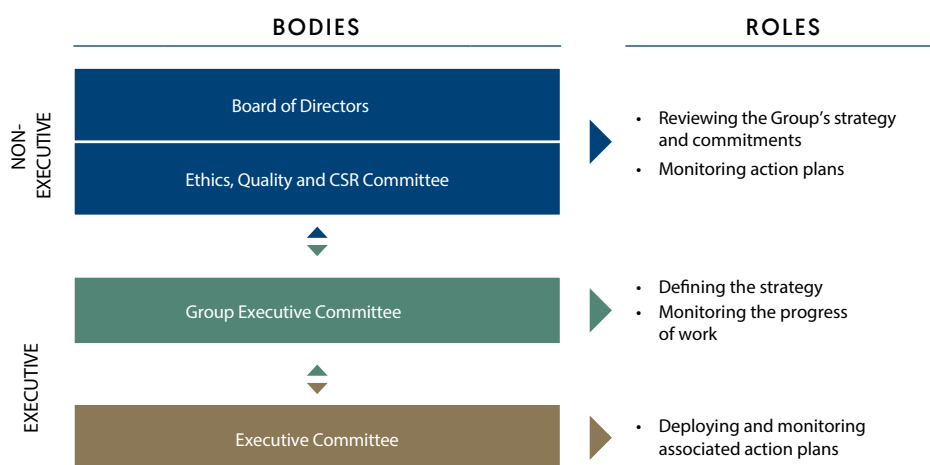 BODIES
ROLES
NON-
EXECUTIVE
Board of Directors
Ethics, Quality and CSR Committee
• Reviewing the Group’s strategy
and commitments
• Monitoring action plans
EXECUTIVE
Group Executive Committee
• Defining the strategy
• Monitoring the progress
of work
Executive Committee
• Deploying and monitoring
associated action plans